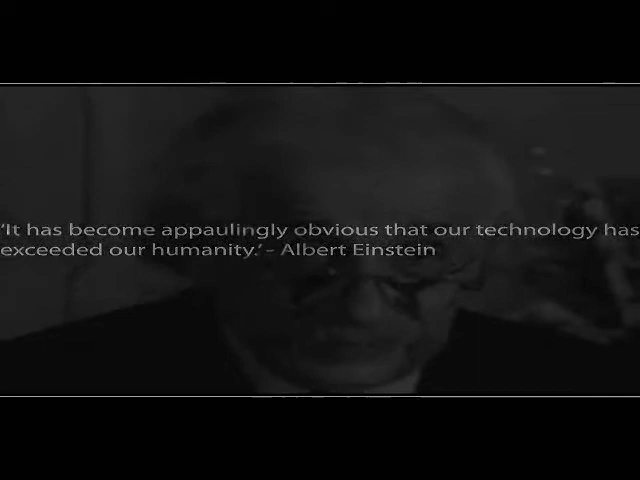 'It has become appaulingly obvious that our technology has
exceeded our humanity.' - Albert Einstein